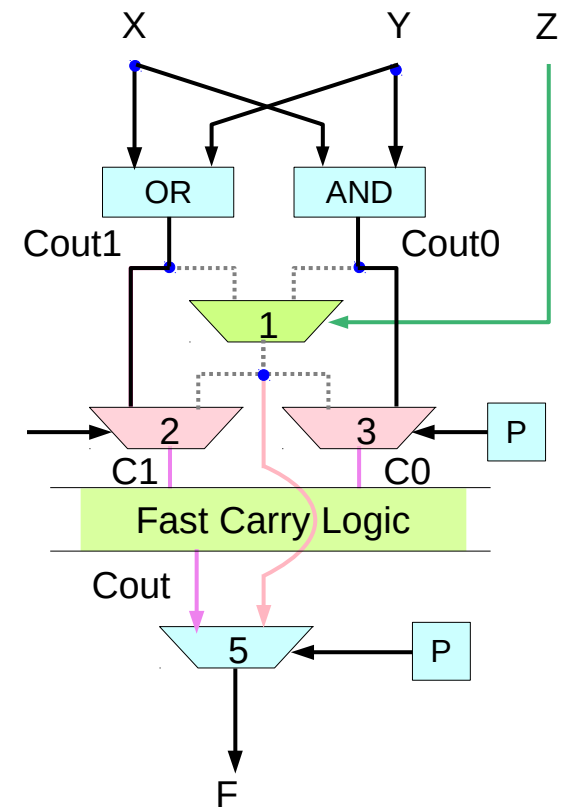 X Y Z
OR AND
Cout1 Cout0
1
2 3 P
C1 C0
Fast Carry Logic
Cout
5 P
F